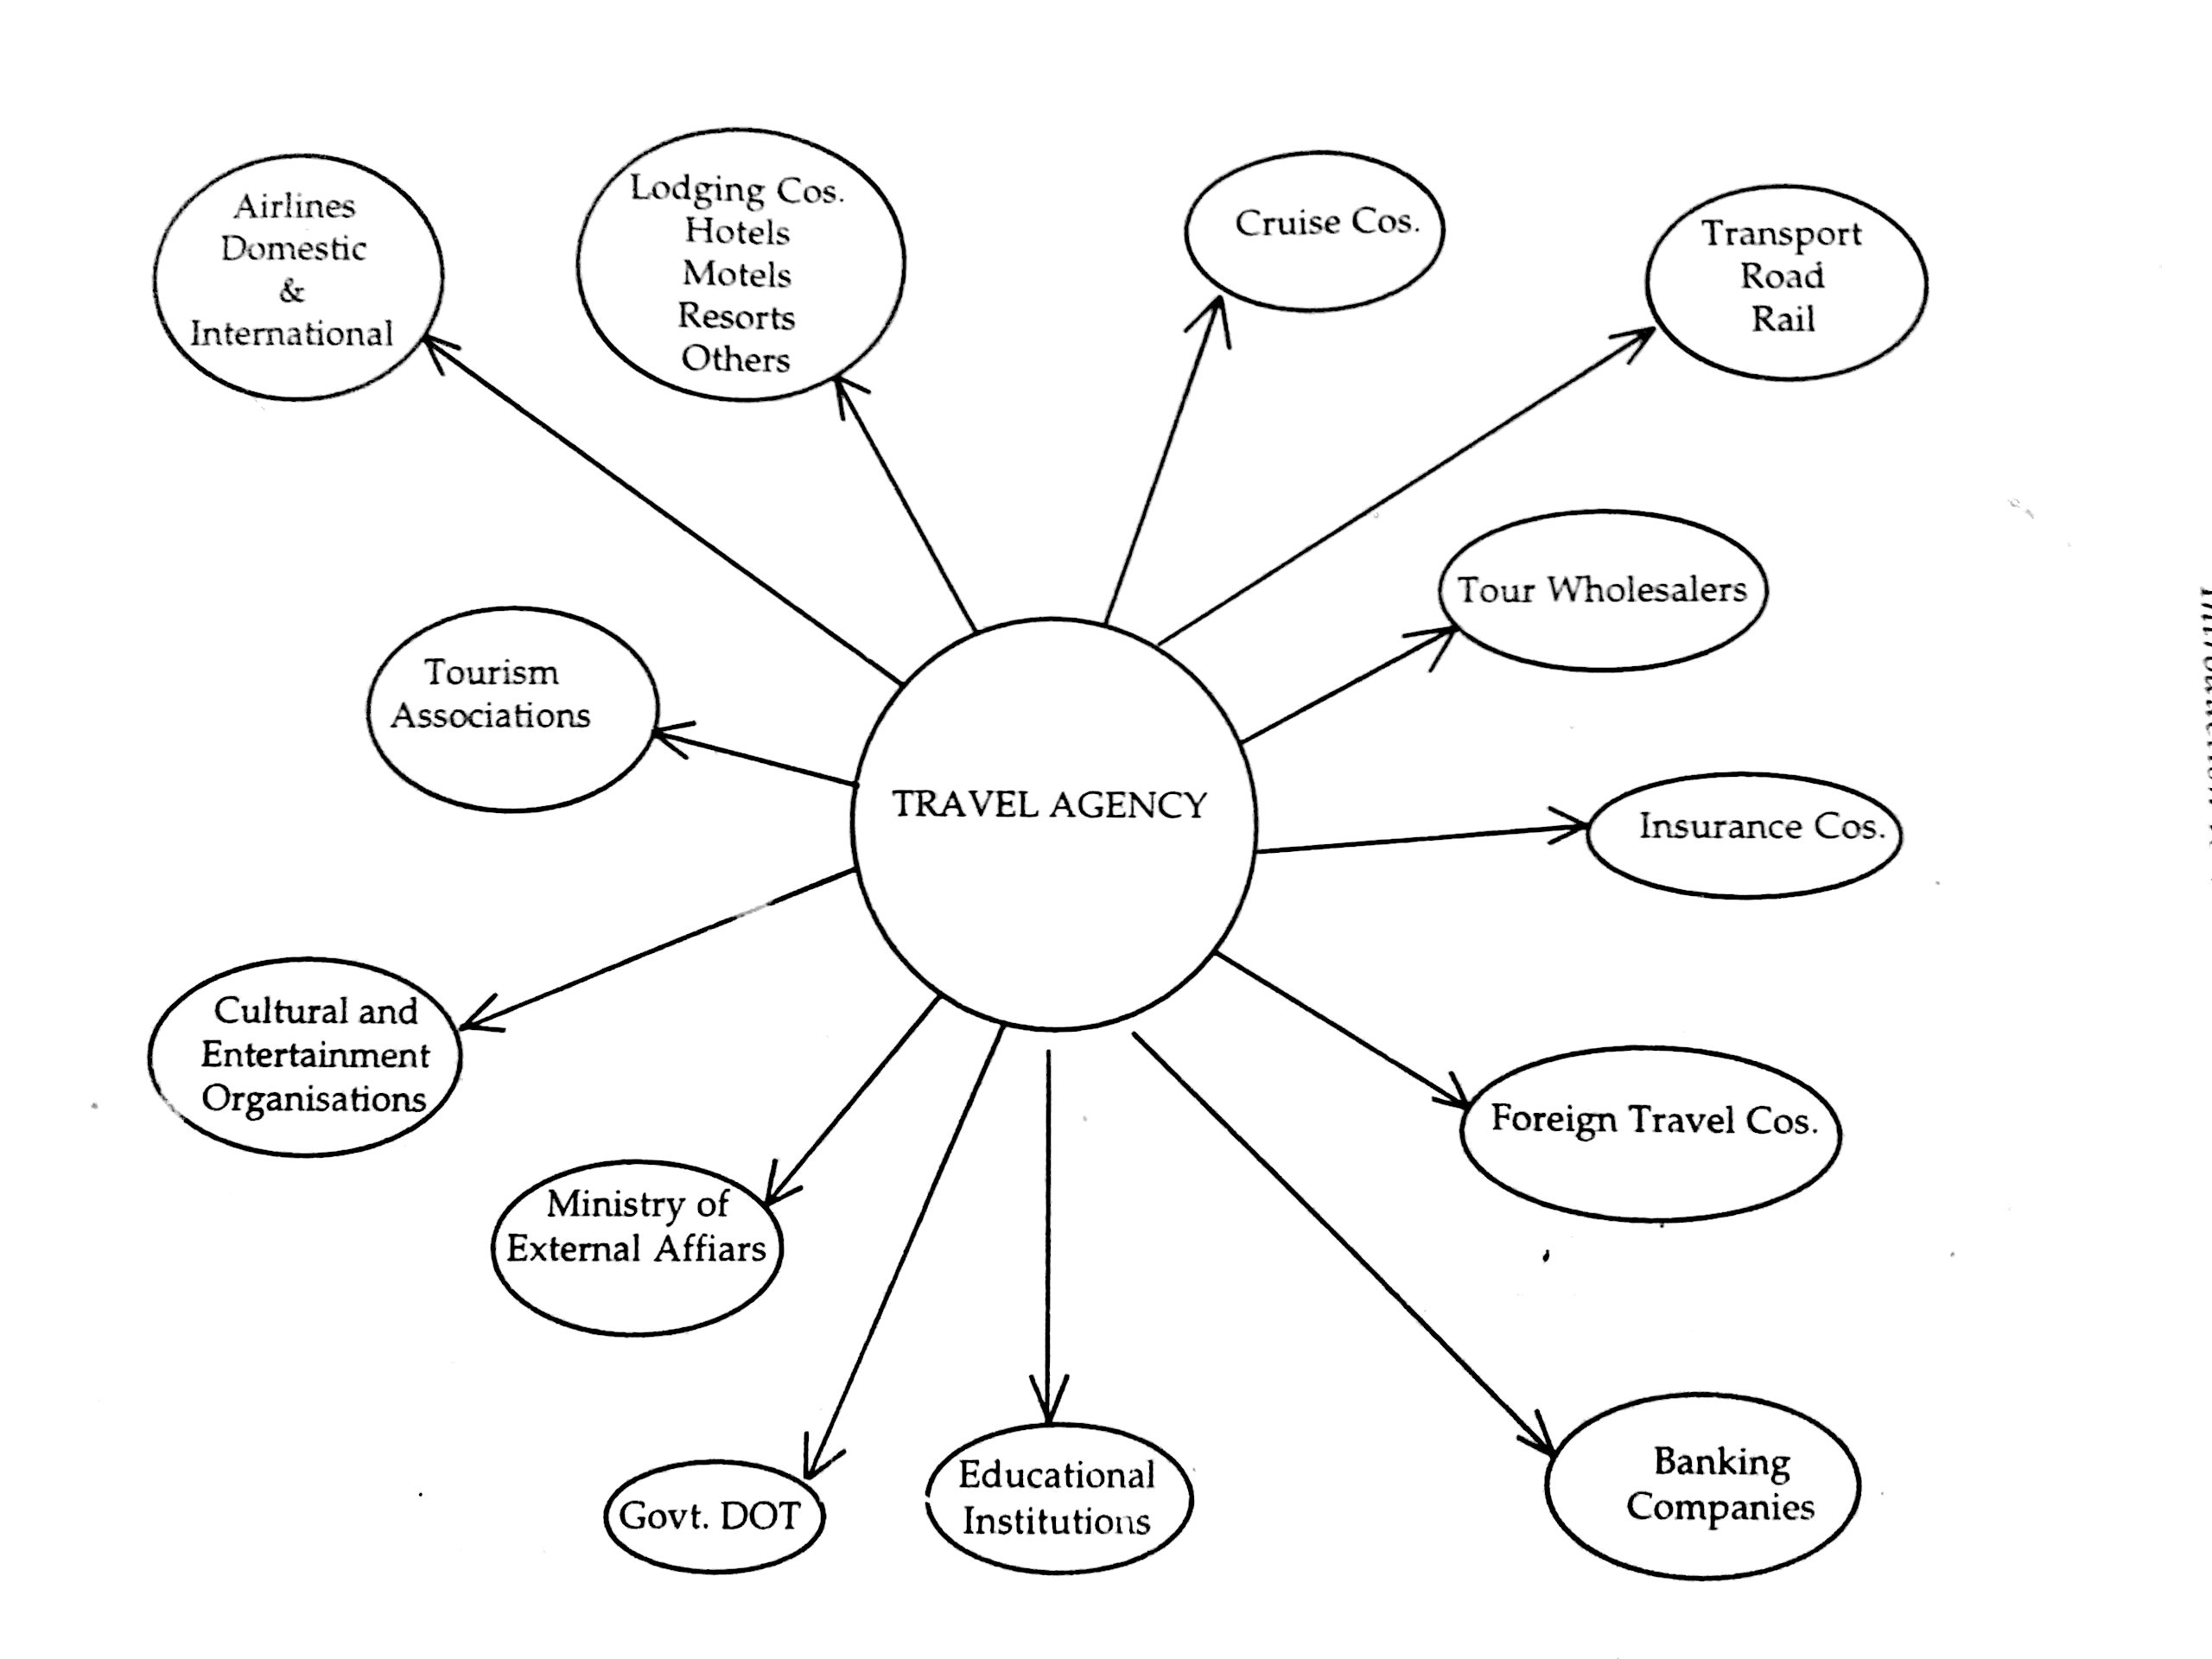 Airlines
Domestic
&
International
Lodging Cos.
Hotels
Motels
Resorts
Others
Cruise Cos.
Transport
Road
Rail
Tour Wholesalers
Tourism
Associations
TRAVEL AGENCY
Insurance Cos.
Cultural and
Entertainment
Organisations
Foreign Travel Cos.
Ministry of
External Affiars
Govt. DOT
Educational
Institutions
Banking
Companies